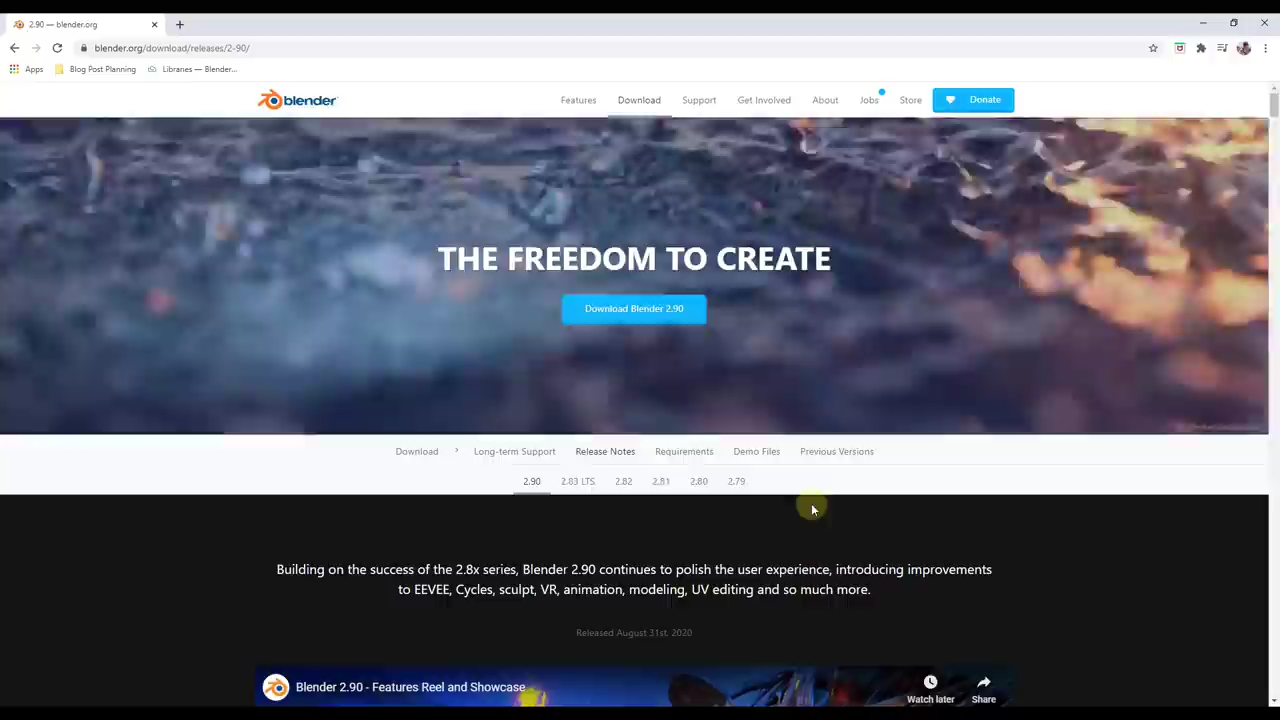 2.90 — blender.org
blender.org/download/releases/2-90/
Apps
Blog Post Planning
Libraries — Blender...
blender
Features
Download
Support
Get Involved
About
Jobs
Store
Donate
THE FREEDOM TO CREATE
Download Blender 2.90
Download
Long-term Support
Release Notes
Requirements
Demo Files
Previous Versions
2.90
2.83 LTS
2.82
2.81
2.80
2.79
Building on the success of the 2.8x series, Blender 2.90 continues to polish the user experience, introducing improvements
to EEVEE, Cycles, sculpt, VR, animation, modeling, UV editing and so much more.
Released August 31st, 2020
Blender 2.90 - Features Reel and Showcase
Watch later
Share